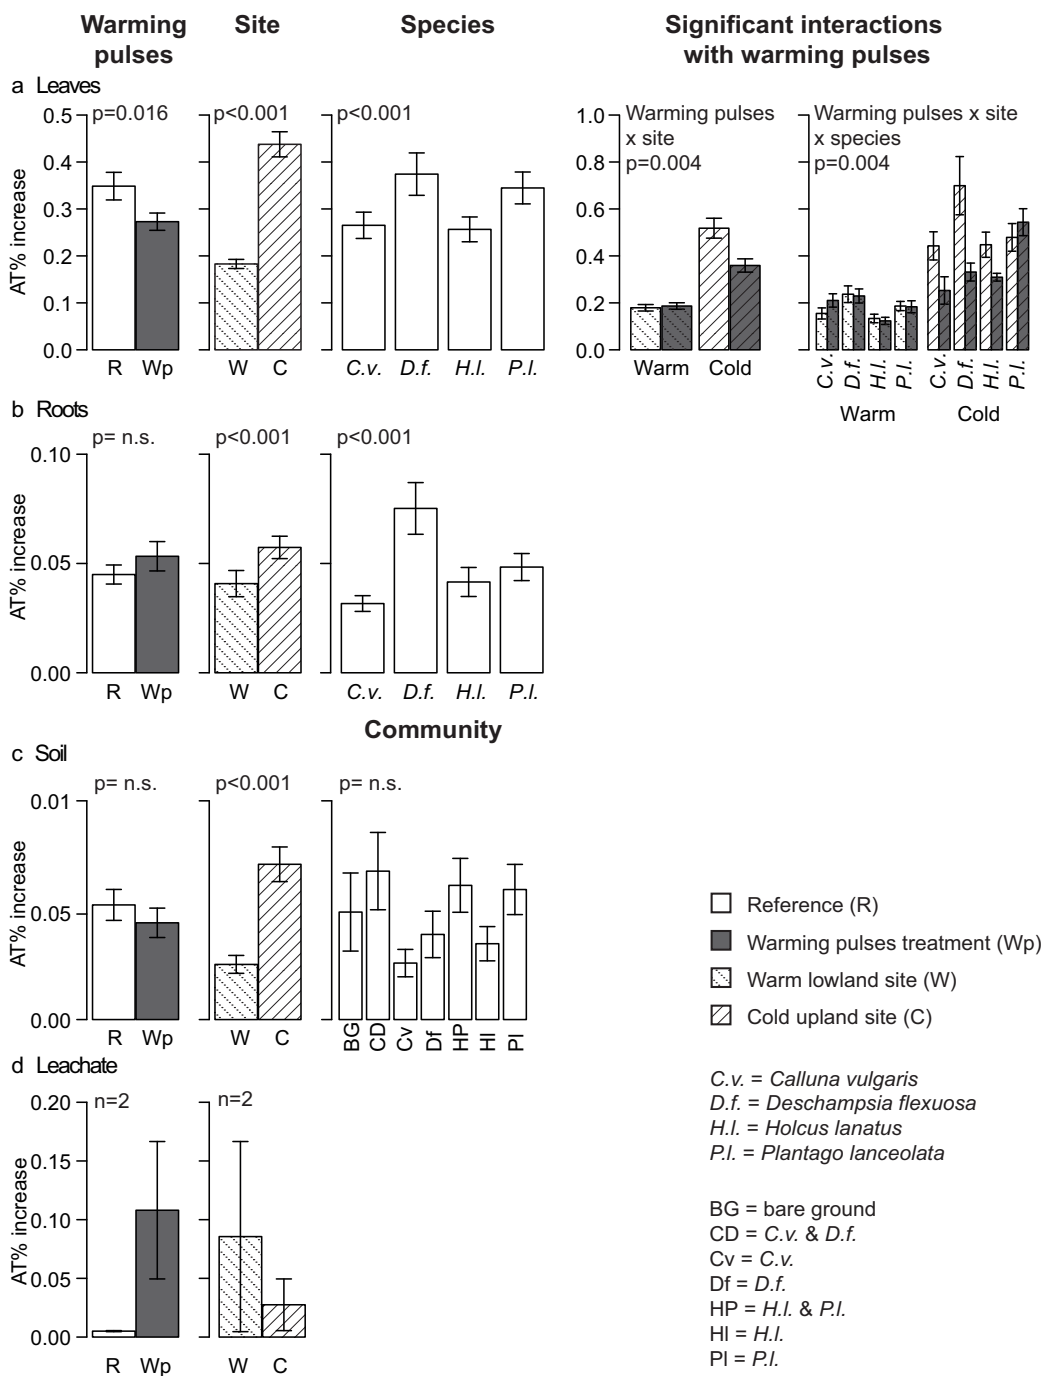 Warming
pulses
Site
Species
Significant interactions
with warming pulses
a Leaves
p=0.016
p<0.001
p<0.001
Warming pulses
x site
p=0.004
Warming pulses x site
x species
p=0.004
AT% increase
0.5
0.4
0.3
0.2
0.1
0.0
1.0
0.8
0.6
0.4
0.2
0.0
R Wp
W C
C.v. D.f. H.l. P.l.
Warm Cold
C.v. D.f. H.l. P.l. C.v. D.f. H.l. P.l.
Warm Cold
b Roots
p= n.s.
p<0.001
p<0.001
AT% increase
0.10
0.05
0.00
R Wp
W C
C.v. D.f. H.l. P.l.
Community
c Soil
p= n.s.
p<0.001
p= n.s.
AT% increase
0.01
0.05
0.00
R Wp
W C
BG CD Cv Df HP Hl Pl
d Leachate
n=2
n=2
AT% increase
0.20
0.15
0.10
0.05
0.00
R Wp
W C
Reference (R)
Warming pulses treatment (Wp)
Warm lowland site (W)
Cold upland site (C)
C.v. = Calluna vulgaris
D.f. = Deschampsia flexuosa
H.l. = Holcus lanatus
P.l. = Plantago lanceolata
BG = bare ground
CD = C.v. & D.f.
Cv = C.v.
Df = D.f.
HP = H.l. & P.l.
Hl = H.l.
Pl = P.l.